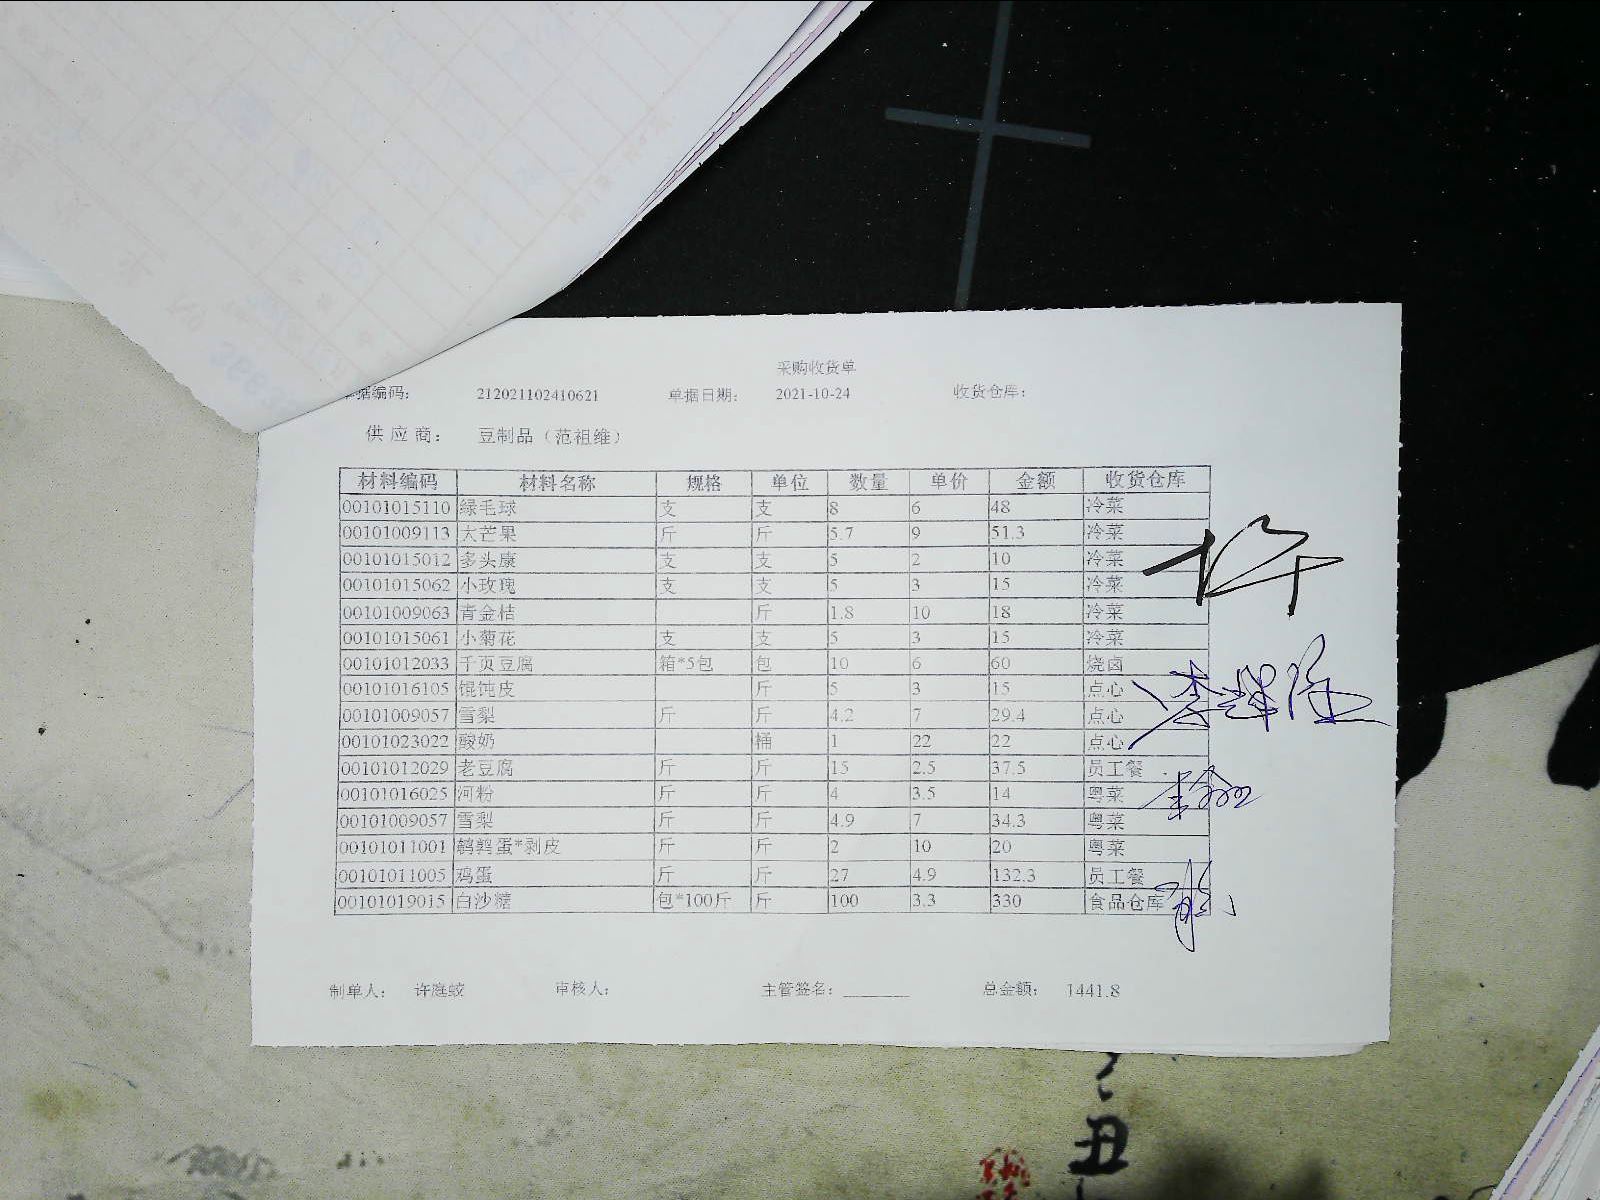 采购收货单
据编码： 212021102410621 单据日期： 2021-10-24 收货仓库：
供应商： 豆制品（范祖维）
材料编码 材料名称 规格 单位 数量 单价 金额 收货仓库
00101015110 绿毛球 支 支 8 6 48 冷菜
00101009113 大芒果 斤 斤 5.7 9 51.3 冷菜
00101015012 多头康 支 支 5 2 10 冷菜
00101015062 小玫瑰 支 支 5 3 15 冷菜
00101009063 青金桔 斤 1.8 10 18 冷菜
00101015061 小菊花 支 支 5 3 15 冷菜
00101012033 千页豆腐 箱*5包 包 10 6 60 烧卤
00101016105 馄饨皮 斤 5 3 15 点心
00101009057 雪梨 斤 斤 4.2 7 29.4 点心
00101023022 酸奶 桶 1 22 22 点心
00101012029 老豆腐 斤 斤 15 2.5 37.5 员工餐
00101016025 河粉 斤 斤 4 3.5 14 粤菜
00101009057 雪梨 斤 斤 4.9 7 34.3 粤菜
00101011001 鹌鹑蛋*剥皮 斤 斤 2 10 20 粤菜
00101011005 鸡蛋 斤 斤 27 4.9 132.3 员工餐
00101019015 白沙糖 包*100斤 斤 100 3.3 330 食品仓库
制单人： 许庭蛟 审核人： 主管签名：_______ 总金额： 1441.8
丑